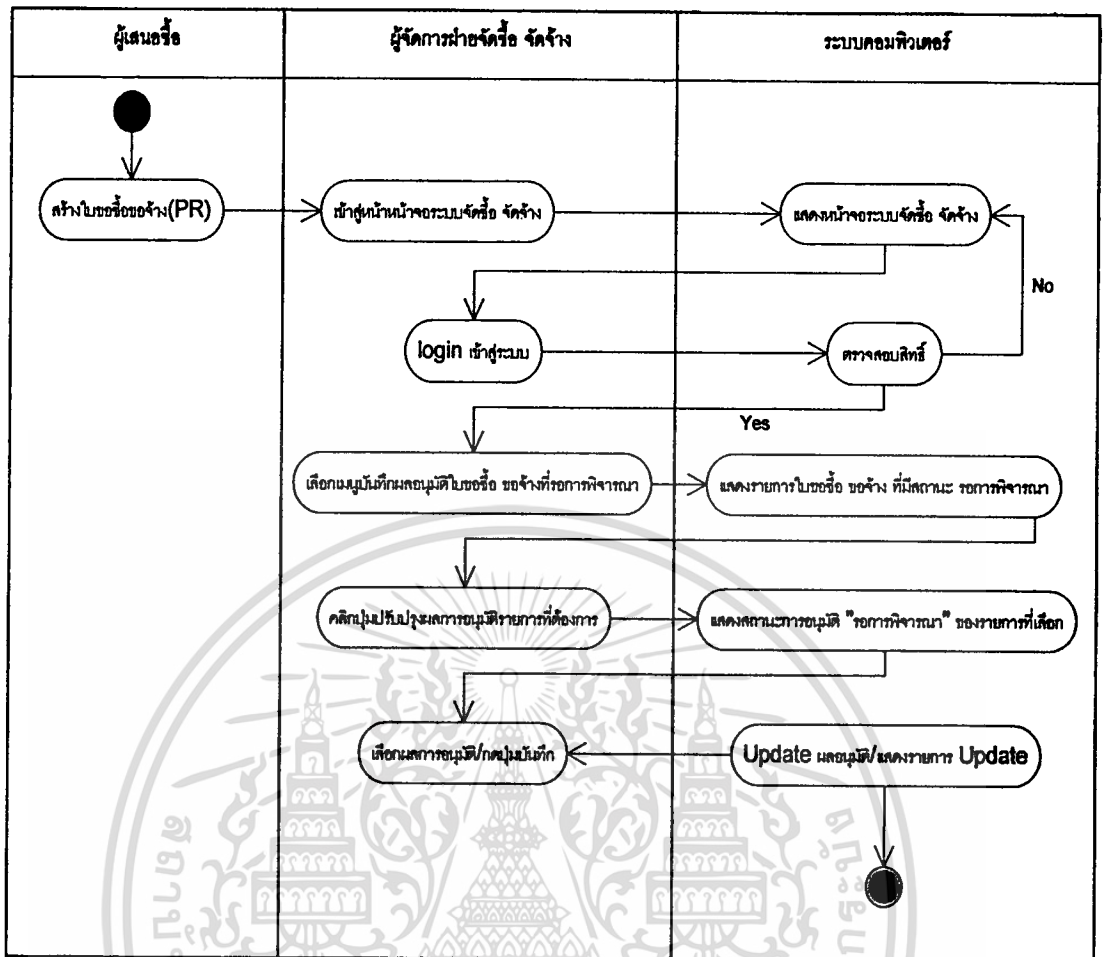 ผู้เสนอซื้อ
ผู้จัดการฝ่ายจัดซื้อ จัดจ้าง
ระบบคอมพิวเตอร์
สร้างใบขอซื้อขอจ้าง(PR)
เข้าสู่หน้าหน้าจอระบบจัดซื้อ จัดจ้าง
แสดงหน้าจอระบบจัดซื้อ จัดจ้าง
No
login เข้าสู่ระบบ
ตรวจสอบสิทธิ์
Yes
เลือกเมนูบันทึกผลอนุมัติใบขอซื้อ ขอจ้างที่รอการพิจารณา
แสดงรายการใบขอซื้อ ขอจ้าง ที่มีสถานะ รอการพิจารณา
คลิกปุ่มปรับปรุงผลการอนุมัติรายการที่ต้องการ
แสดงสถานะการอนุมัติ "รอการพิจารณา" ของรายการที่เลือก
เลือกผลการอนุมัติ/กดปุ่มบันทึก
Update ผลอนุมัติ/แสดงรายการ Update